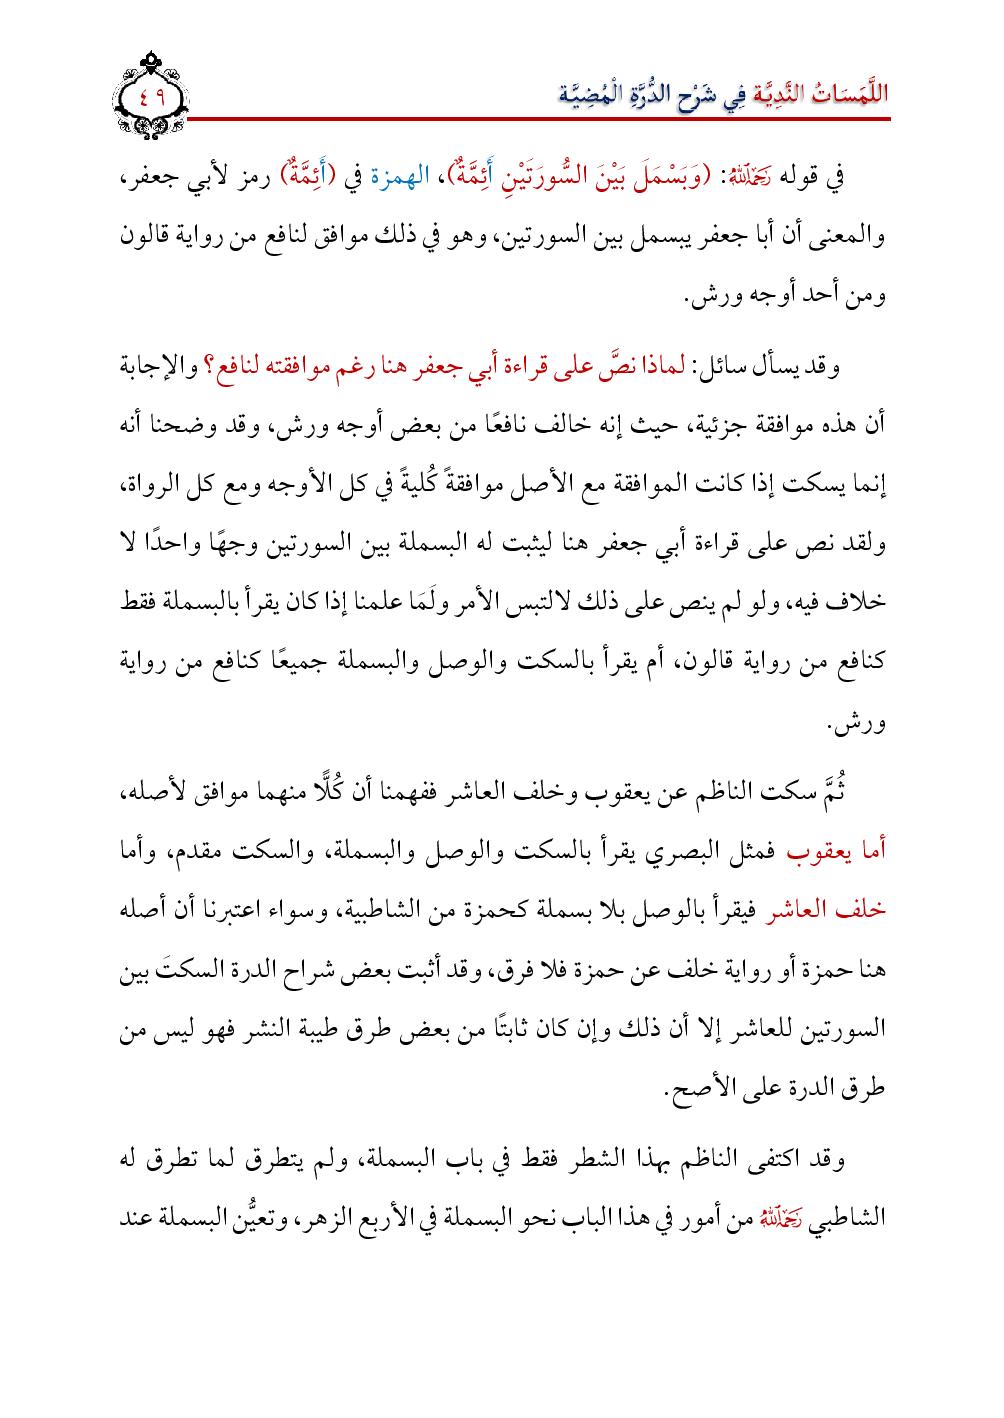 اللَّمَسَاتُ النَّدِيَّة فِي شَرْح الدُّرَّةِ الْمُضِيَّة
٤٩
في قوله رَحِمَهُ ٱللَّهُ: (وَبَسْمَلَ بَيْنَ السُّورَتَيْنِ أَئِمَّةٌ)، الهمزة في (أَئِمَّةٌ) رمز لأبي جعفر،
والمعنى أن أبا جعفر يبسمل بين السورتين، وهو في ذلك موافق لنافع من رواية قالون
ومن أحد أوجه ورش.
وقد يسأل سائل: لماذا نصَّ على قراءة أبي جعفر هنا رغم موافقته لنافع؟ والإجابة
أن هذه موافقة جزئية، حيث إنه خالف نافعًا من بعض أوجه ورش، وقد وضحنا أنه
إنما يسكت إذا كانت الموافقة مع الأصل موافقةً كُليةً في كل الأوجه ومع كل الرواة،
ولقد نص على قراءة أبي جعفر هنا ليثبت له البسملة بين السورتين وجهًا واحدًا لا
خلاف فيه، ولو لم ينص على ذلك لالتبس الأمر ولَمَا علمنا إذا كان يقرأ بالبسملة فقط
كنافع من رواية قالون، أم يقرأ بالسكت والوصل والبسملة جميعًا كنافع من رواية
ورش.
ثُمَّ سكت الناظم عن يعقوب وخلف العاشر ففهمنا أن كُلًّا منهما موافق لأصله،
أما يعقوب فمثل البصري يقرأ بالسكت والوصل والبسملة، والسكت مقدم، وأما
خلف العاشر فيقرأ بالوصل بلا بسملة كحمزة من الشاطبية، وسواء اعتبرنا أن أصله
هنا حمزة أو رواية خلف عن حمزة فلا فرق، وقد أثبت بعض شراح الدرة السكتَ بين
السورتين للعاشر إلا أن ذلك وإن كان ثابتًا من بعض طرق طيبة النشر فهو ليس من
طرق الدرة على الأصح.
وقد اكتفى الناظم بهذا الشطر فقط في باب البسملة، ولم يتطرق لما تطرق له
الشاطبي رَحِمَهُ ٱللَّهُ من أمور في هذا الباب نحو البسملة في الأربع الزهر، وتعيُّن البسملة عند